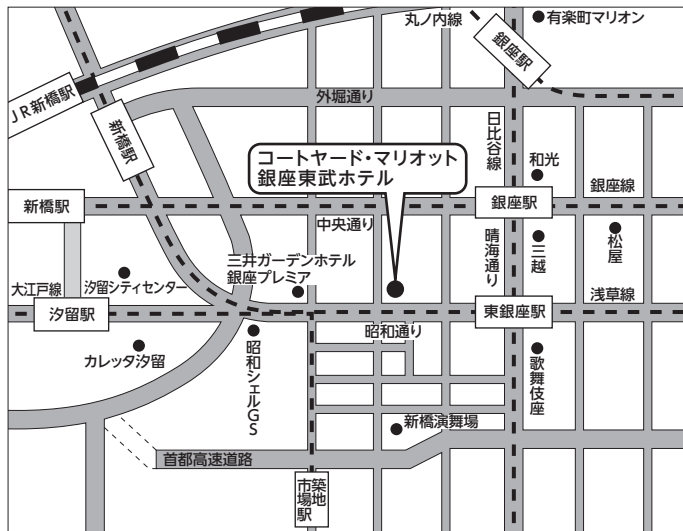 丸ノ内線
有楽町マリオン
銀座駅
JR新橋駅
新橋駅
外堀通り
日比谷線
和光
コートヤード・マリオット
銀座東武ホテル
新橋駅
銀座駅
銀座線
中央通り
三越
松屋
晴海通り
三井ガーデンホテル
銀座プレミア
汐留シティセンター
大江戸線
汐留駅
浅草線
東銀座駅
昭和通り
カレッタ汐留
昭和シェルGS
歌舞伎座
新橋演舞場
首都高速道路
築地
市場駅